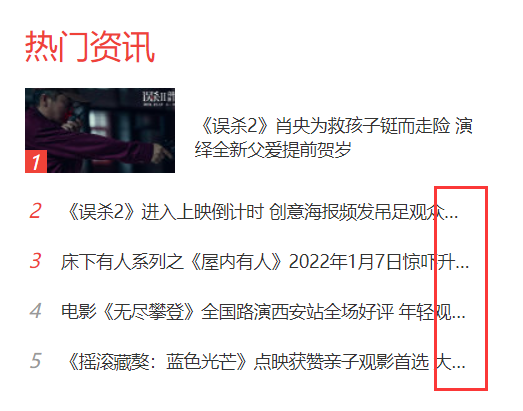 热门资讯
误杀2
1
《误杀2》肖央为救孩子铤而走险 演
绎全新父爱提前贺岁
2 《误杀2》进入上映倒计时 创意海报频发吊足观众...
3 床下有人系列之《屋内有人》2022年1月7日惊吓升...
4 电影《无尽攀登》全国路演西安站全场好评 年轻观...
5 《摇滚藏獒：蓝色光芒》点映获赞亲子观影首选 大...